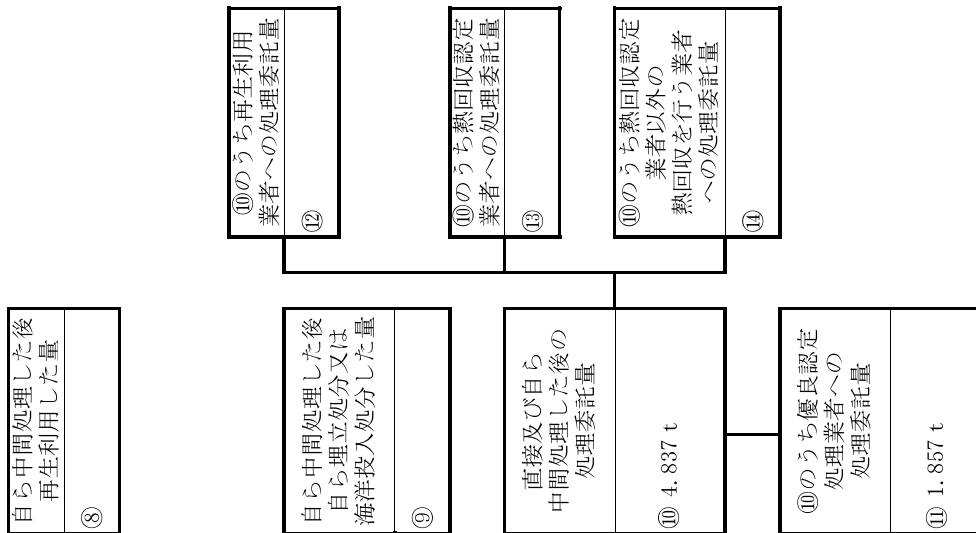 自ら中間処理した後
再生利用した量
⑧
自ら中間処理した後
自ら埋立処分又は
海洋投入処分した量
⑨
直接及び自ら
中間処理した後の
処理委託量
⑩ 4.837 t
⑩のうち優良認定
処理業者への
処理委託量
⑪ 1.857 t
⑩のうち再生利用
業者への処理委託量
⑫
⑩のうち熱回収認定
業者への処理委託量
⑬
⑩のうち熱回収認定
業者以外の
熱回収を行う業者
への処理委託量
⑭